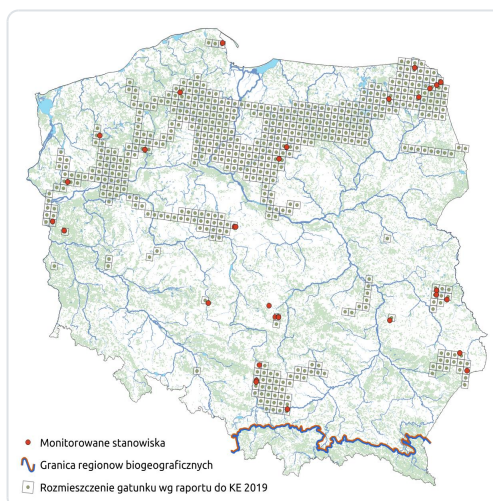 Monitorowane stanowiska
Granica regionow biogeograficznych
Rozmieszczenie gatunku wg raportu do KE 2019